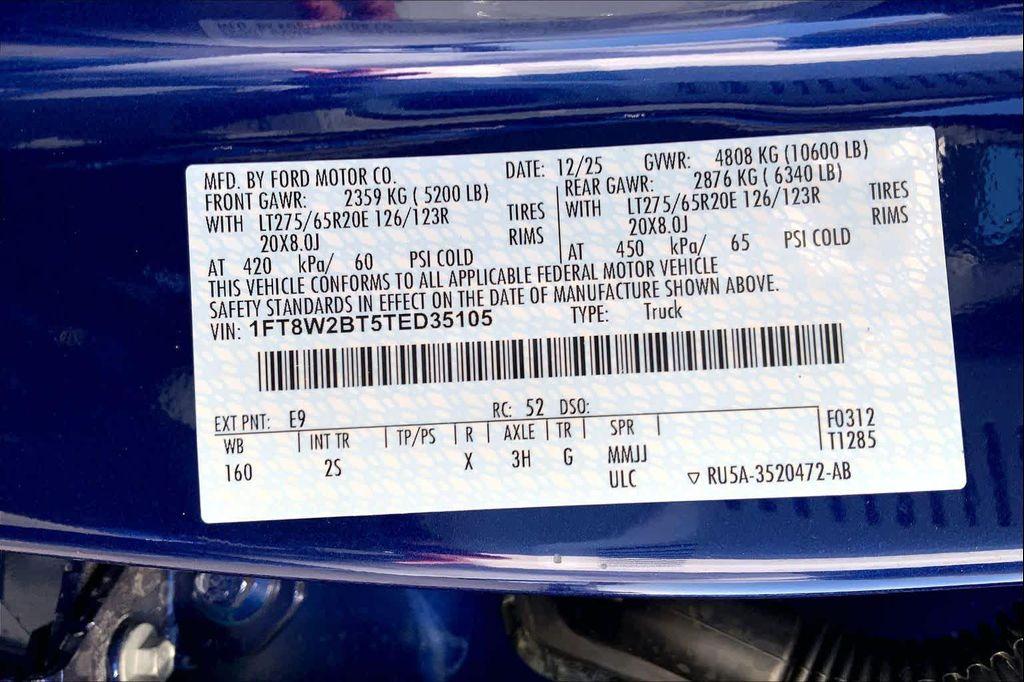 MFD. BY FORD MOTOR CO. DATE: 12/25 GVWR: 4808 KG (10600 LB)
FRONT GAWR: 2359 KG ( 5200 LB) REAR GAWR: 2876 KG ( 6340 LB)
WITH LT275/65R20E 126/123R TIRES WITH LT275/65R20E 126/123R TIRES
20X8.0J RIMS 20X8.0J RIMS
AT 420 kPa/ 60 PSI COLD AT 450 kPa/ 65 PSI COLD
THIS VEHICLE CONFORMS TO ALL APPLICABLE FEDERAL MOTOR VEHICLE
SAFETY STANDARDS IN EFFECT ON THE DATE OF MANUFACTURE SHOWN ABOVE.
VIN: 1FT8W2BT5TED35105 TYPE: Truck
EXT PNT: E9 RC: 52 DSO:
WB INT TR TP/PS R AXLE TR SPR F0312
160 2S X 3H G MMJJ T1285
ULC ▽ RU5A-3520472-AB